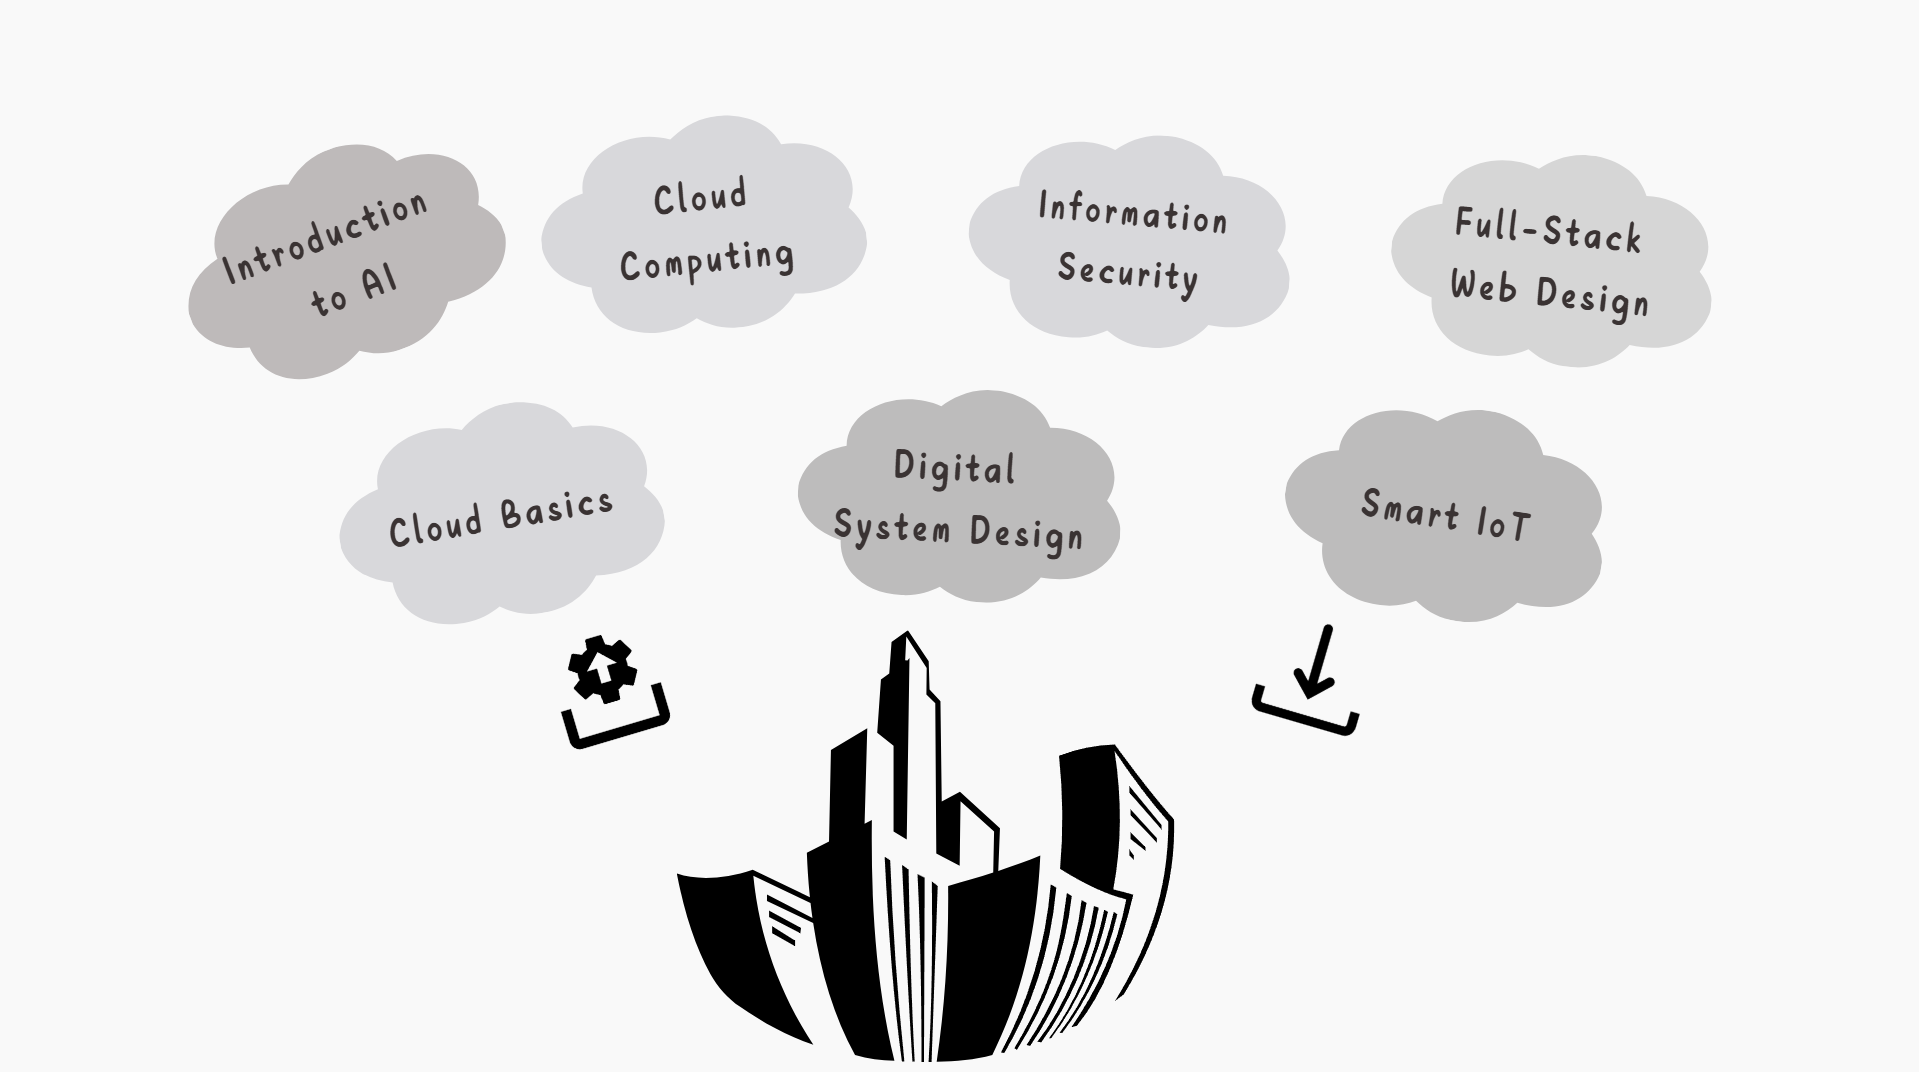 Introduction
to AI
Cloud
Computing
Information
Security
Full-Stack
Web Design
Cloud Basics
Digital
System Design
Smart IoT